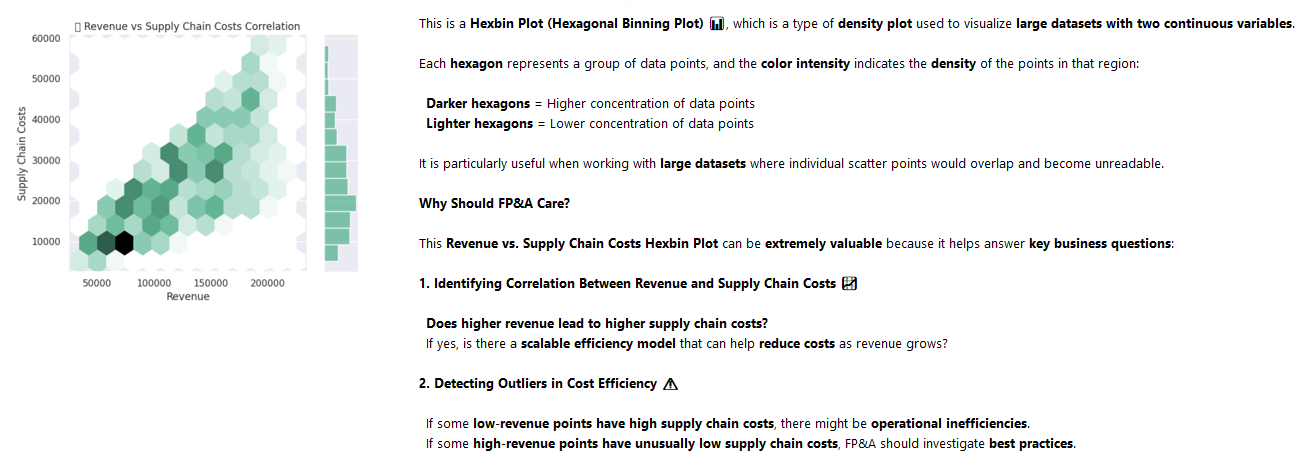 Revenue vs Supply Chain Costs Correlation
60000
50000
40000
30000
20000
10000
Supply Chain Costs
50000 100000 150000 200000
Revenue
This is a Hexbin Plot (Hexagonal Binning Plot) 📊, which is a type of density plot used to visualize large datasets with two continuous variables.
Each hexagon represents a group of data points, and the color intensity indicates the density of the points in that region:
Darker hexagons = Higher concentration of data points
Lighter hexagons = Lower concentration of data points
It is particularly useful when working with large datasets where individual scatter points would overlap and become unreadable.
Why Should FP&A Care?
This Revenue vs. Supply Chain Costs Hexbin Plot can be extremely valuable because it helps answer key business questions:
1. Identifying Correlation Between Revenue and Supply Chain Costs 📈
Does higher revenue lead to higher supply chain costs?
If yes, is there a scalable efficiency model that can help reduce costs as revenue grows?
2. Detecting Outliers in Cost Efficiency ⚠
If some low-revenue points have high supply chain costs, there might be operational inefficiencies.
If some high-revenue points have unusually low supply chain costs, FP&A should investigate best practices.